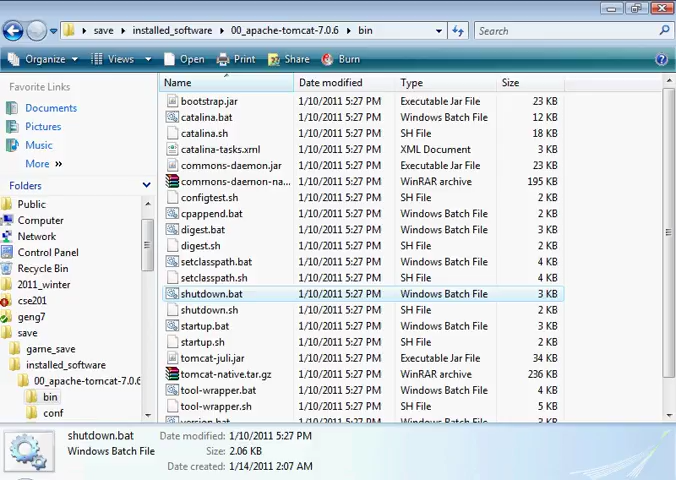 save ▸ installed_software ▸ 00_apache-tomcat-7.0.6 ▸ bin
Search
Organize Views Open Print Share Burn
Favorite Links
Documents
Pictures
Music
More »
Folders
Public
Computer
Network
Control Panel
Recycle Bin
2011_winter
cse201
geng7
save
game_save
installed_software
00_apache-tomcat-7.0.6
bin
conf
Name Date modified Type Size
bootstrap.jar 1/10/2011 5:27 PM Executable Jar File 23 KB
catalina.bat 1/10/2011 5:27 PM Windows Batch File 12 KB
catalina.sh 1/10/2011 5:27 PM SH File 18 KB
catalina-tasks.xml 1/10/2011 5:27 PM XML Document 3 KB
commons-daemon.jar 1/10/2011 5:27 PM Executable Jar File 23 KB
commons-daemon-na... 1/10/2011 5:27 PM WinRAR archive 195 KB
configtest.sh 1/10/2011 5:27 PM SH File 2 KB
cpappend.bat 1/10/2011 5:27 PM Windows Batch File 2 KB
digest.bat 1/10/2011 5:27 PM Windows Batch File 3 KB
digest.sh 1/10/2011 5:27 PM SH File 2 KB
setclasspath.bat 1/10/2011 5:27 PM Windows Batch File 4 KB
setclasspath.sh 1/10/2011 5:27 PM SH File 4 KB
shutdown.bat 1/10/2011 5:27 PM Windows Batch File 3 KB
shutdown.sh 1/10/2011 5:27 PM SH File 2 KB
startup.bat 1/10/2011 5:27 PM Windows Batch File 3 KB
startup.sh 1/10/2011 5:27 PM SH File 2 KB
tomcat-juli.jar 1/10/2011 5:27 PM Executable Jar File 34 KB
tomcat-native.tar.gz 1/10/2011 5:27 PM WinRAR archive 236 KB
tool-wrapper.bat 1/10/2011 5:27 PM Windows Batch File 4 KB
tool-wrapper.sh 1/10/2011 5:27 PM SH File 5 KB
version.bat 1/10/2011 5:27 PM Windows Batch File 2 KB
shutdown.bat Date modified: 1/10/2011 5:27 PM
Windows Batch File Size: 2.06 KB
Date created: 1/14/2011 2:07 AM